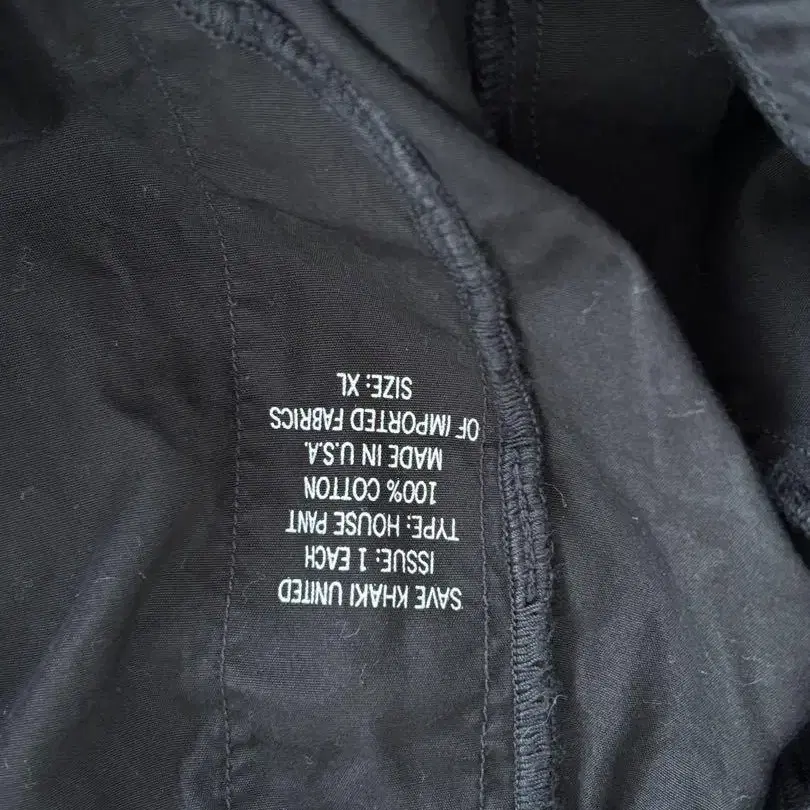 SAVE KHAKI UNITED
ISSUE: 1 EACH
TYPE: HOUSE PANT
100% COTTON
MADE IN U.S.A.
OF IMPORTED FABRICS
SIZE: XL